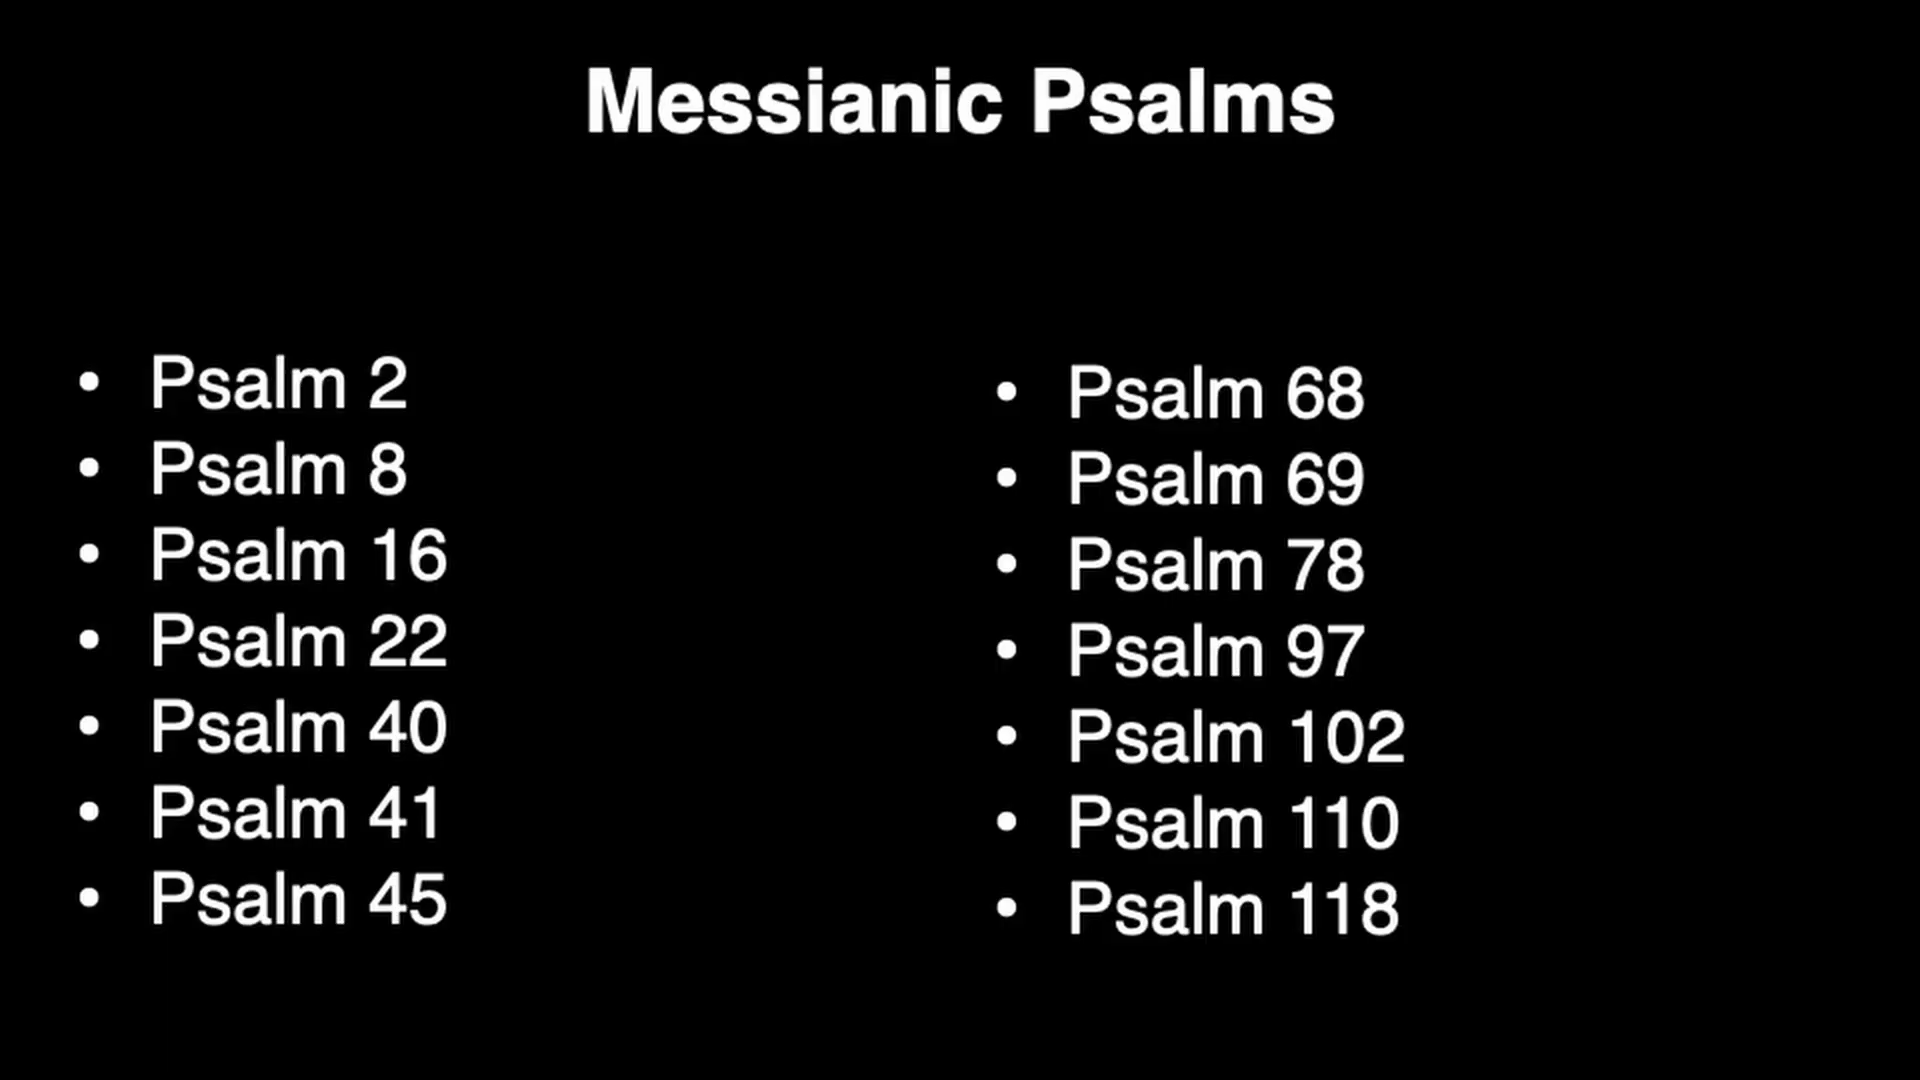 Messianic Psalms
• Psalm 2
• Psalm 8
• Psalm 16
• Psalm 22
• Psalm 40
• Psalm 41
• Psalm 45
• Psalm 68
• Psalm 69
• Psalm 78
• Psalm 97
• Psalm 102
• Psalm 110
• Psalm 118